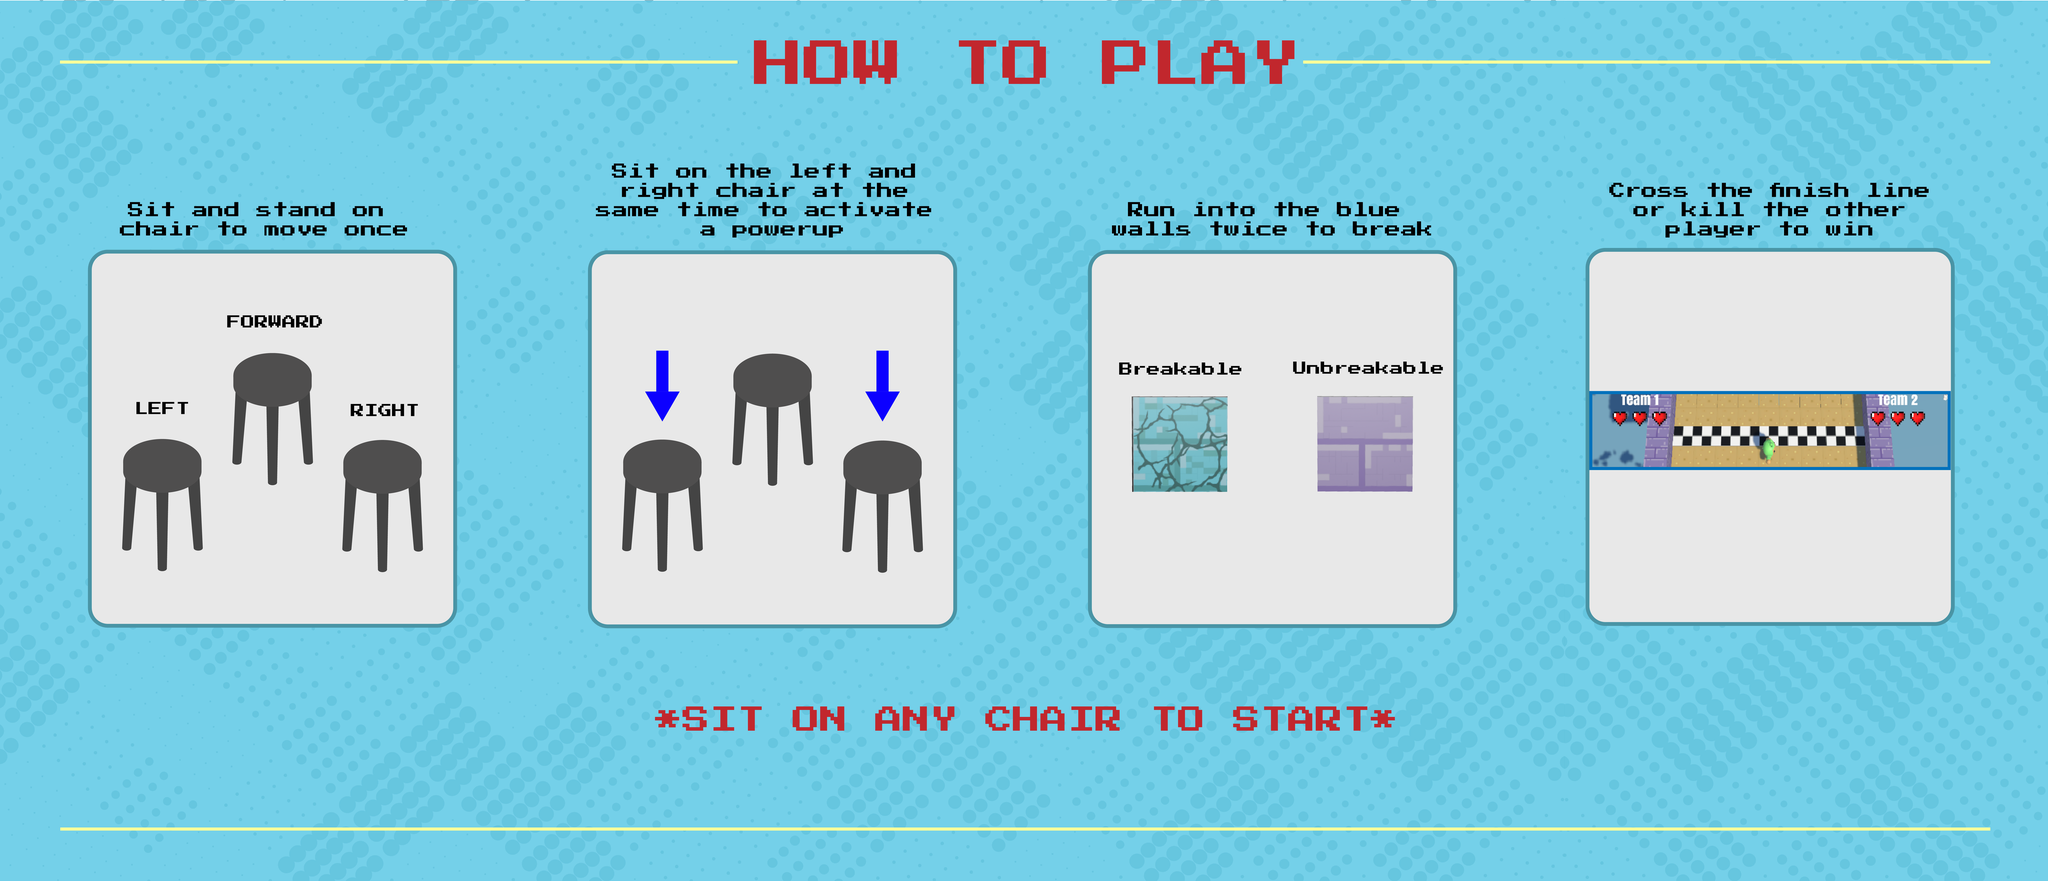 HOW TO PLAY
Sit and stand on
chair to move once
FORWARD
LEFT
RIGHT
Sit on the left and
right chair at the
same time to activate
a powerup
Run into the blue
walls twice to break
Breakable
Unbreakable
Cross the finish line
or kill the other
player to win
Team 1
Team 2
*SIT ON ANY CHAIR TO START*